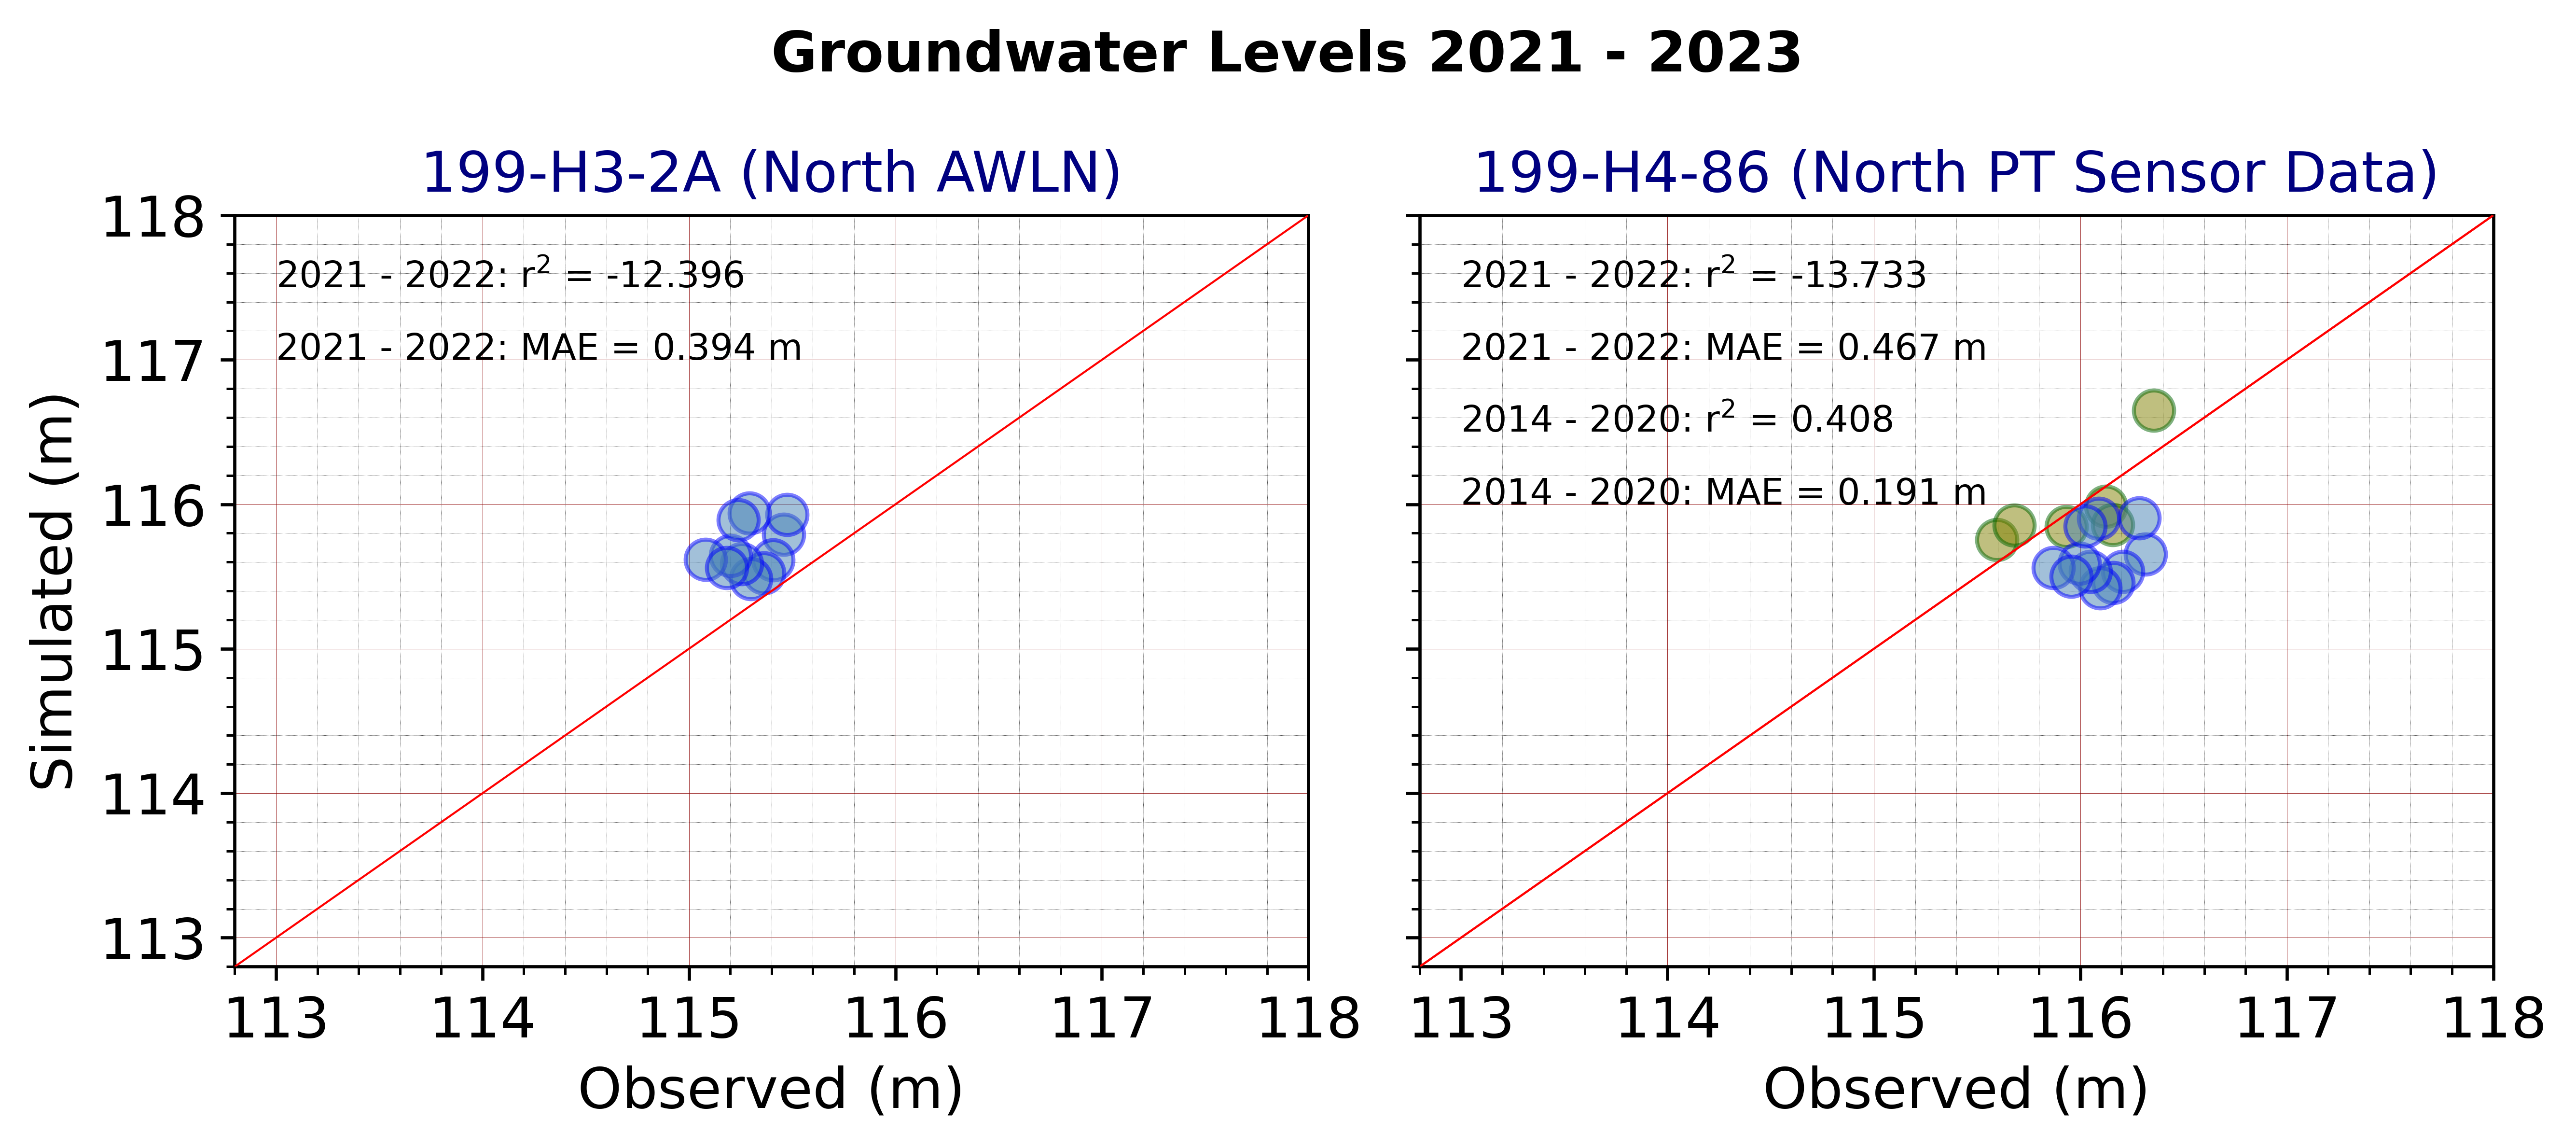 Groundwater Levels 2021 - 2023
199-H3-2A (North AWLN)
118
117
116
115
114
113
Simulated (m)
2021 - 2022: r² = -12.396
2021 - 2022: MAE = 0.394 m
113 114 115 116 117 118
Observed (m)
199-H4-86 (North PT Sensor Data)
2021 - 2022: r² = -13.733
2021 - 2022: MAE = 0.467 m
2014 - 2020: r² = 0.408
2014 - 2020: MAE = 0.191 m
113 114 115 116 117 118
Observed (m)